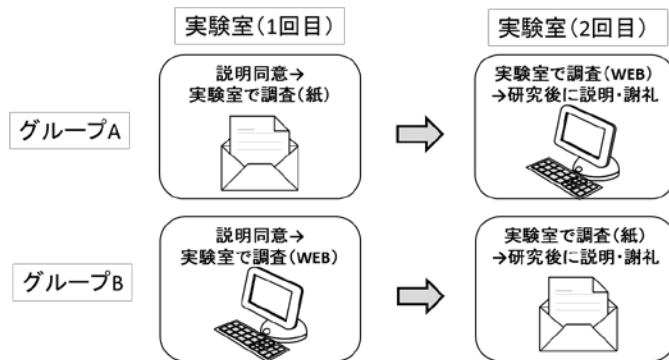 実験室(1回目)
実験室(2回目)
グループA
説明同意→
実験室で調査(紙)
実験室で調査(WEB)
→研究後に説明・謝礼
グループB
説明同意→
実験室で調査(WEB)
実験室で調査(紙)
→研究後に説明・謝礼